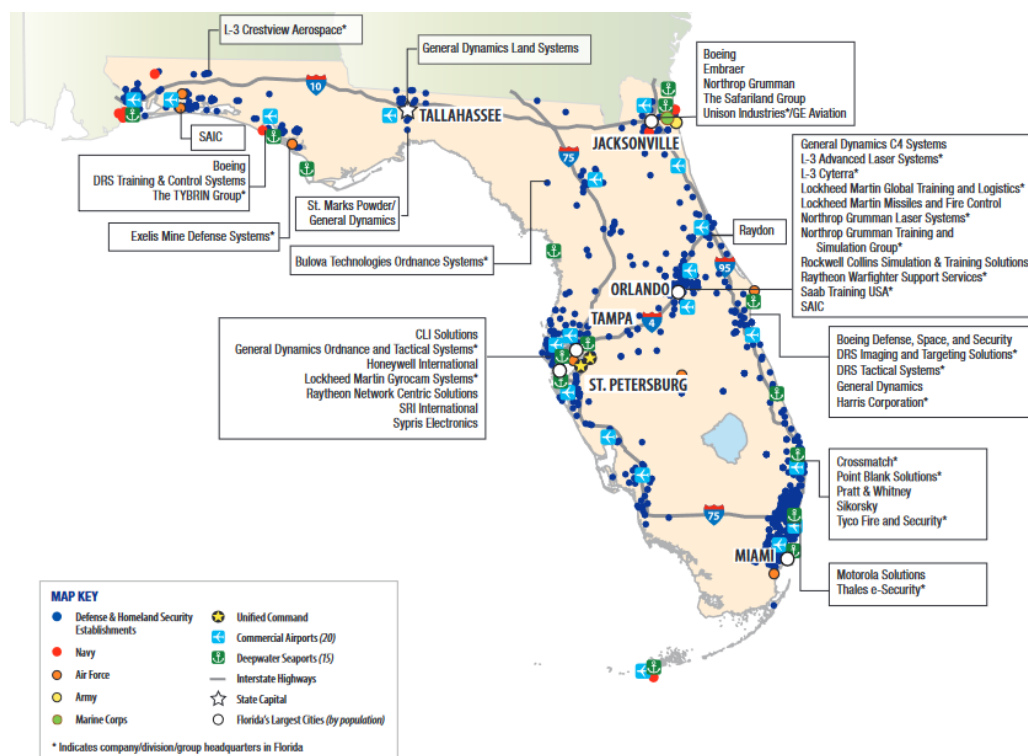 L-3 Crestview Aerospace*
General Dynamics Land Systems
Boeing
Embraer
Northrop Grumman
The Safariland Group
Unison Industries*/GE Aviation
10
TALLAHASSEE
JACKSONVILLE
SAIC
Boeing
DRS Training & Control Systems
The TYBRIN Group*
Exelis Mine Defense Systems*
St. Marks Powder/
General Dynamics
75
Bulova Technologies Ordnance Systems*
General Dynamics C4 Systems
L-3 Advanced Laser Systems*
L-3 Cyterra*
Lockheed Martin Global Training and Logistics*
Lockheed Martin Missiles and Fire Control
Northrop Grumman Laser Systems*
Northrop Grumman Training and
Simulation Group*
Rockwell Collins Simulation & Training Solutions
Raytheon Warfighter Support Services*
Saab Training USA*
SAIC
Raydon
95
ORLANDO
TAMPA
4
ST. PETERSBURG
CLI Solutions
General Dynamics Ordnance and Tactical Systems*
Honeywell International
Lockheed Martin Gyrocam Systems*
Raytheon Network Centric Solutions
SRI International
Sypris Electronics
Boeing Defense, Space, and Security
DRS Imaging and Targeting Solutions*
DRS Tactical Systems*
General Dynamics
Harris Corporation*
Crossmatch*
Point Blank Solutions*
Pratt & Whitney
Sikorsky
Tyco Fire and Security*
75
MIAMI
Motorola Solutions
Thales e-Security*
MAP KEY
Defense & Homeland Security
Establishments
Navy
Air Force
Army
Marine Corps
Unified Command
Commercial Airports (20)
Deepwater Seaports (15)
Interstate Highways
State Capital
Florida's Largest Cities (by population)
* Indicates company/division/group headquarters in Florida